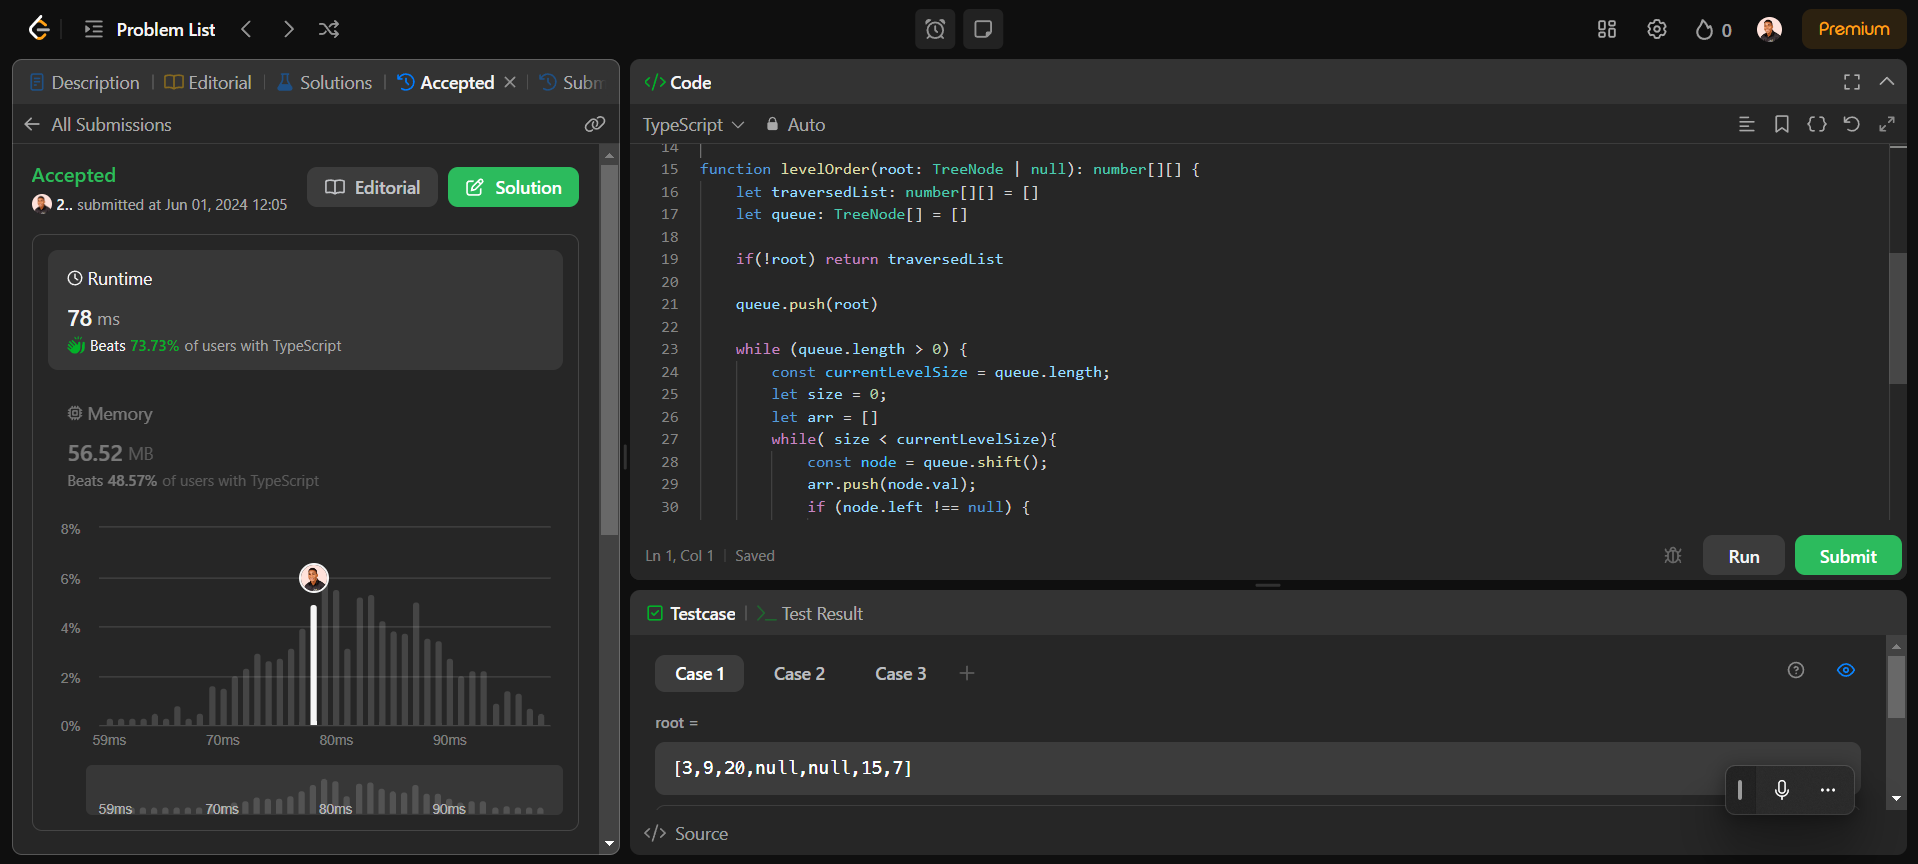 Problem List
0
Premium
Description
Editorial
Solutions
Accepted
Subm
All Submissions
Accepted
2.. submitted at Jun 01, 2024 12:05
Editorial
Solution
Runtime
78 ms
Beats 73.73% of users with TypeScript
Memory
56.52 MB
Beats 48.57% of users with TypeScript
8%
6%
4%
2%
0%
59ms 70ms 80ms 90ms
59ms 70ms 80ms 90ms
</> Code
TypeScript
Auto
14
15 function levelOrder(root: TreeNode | null): number[][] {
16 let traversedList: number[][] = []
17 let queue: TreeNode[] = []
18
19 if(!root) return traversedList
20
21 queue.push(root)
22
23 while (queue.length > 0) {
24 const currentLevelSize = queue.length;
25 let size = 0;
26 let arr = []
27 while( size < currentLevelSize){
28 const node = queue.shift();
29 arr.push(node.val);
30 if (node.left !== null) {
Ln 1, Col 1 Saved
Run
Submit
Testcase
Test Result
Case 1
Case 2
Case 3
root =
[3,9,20,null,null,15,7]
</> Source